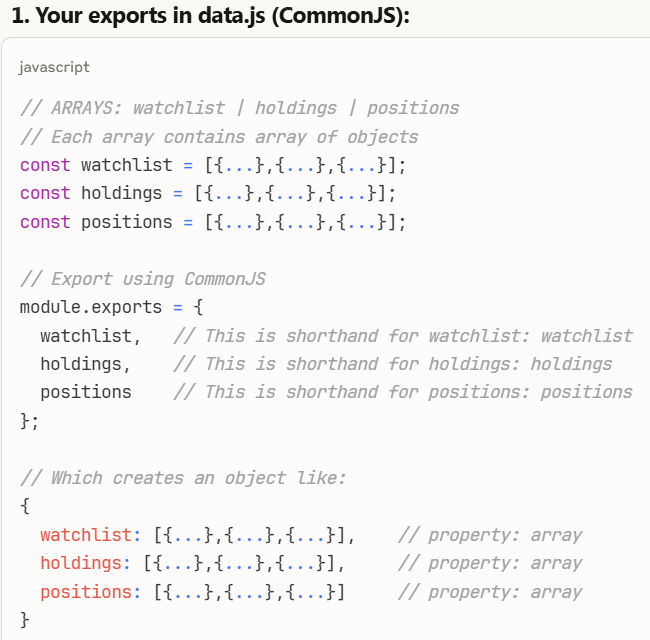 1. Your exports in data.js (CommonJS):
javascript
// ARRAYS: watchlist | holdings | positions
// Each array contains array of objects
const watchlist = [{...},{...},{...}];
const holdings = [{...},{...},{...}];
const positions = [{...},{...},{...}];
// Export using CommonJS
module.exports = {
  watchlist,   // This is shorthand for watchlist: watchlist
  holdings,    // This is shorthand for holdings: holdings
  positions    // This is shorthand for positions: positions
};
// Which creates an object like:
{
  watchlist: [{...},{...},{...}],    // property: array
  holdings: [{...},{...},{...}],     // property: array
  positions: [{...},{...},{...}]     // property: array
}